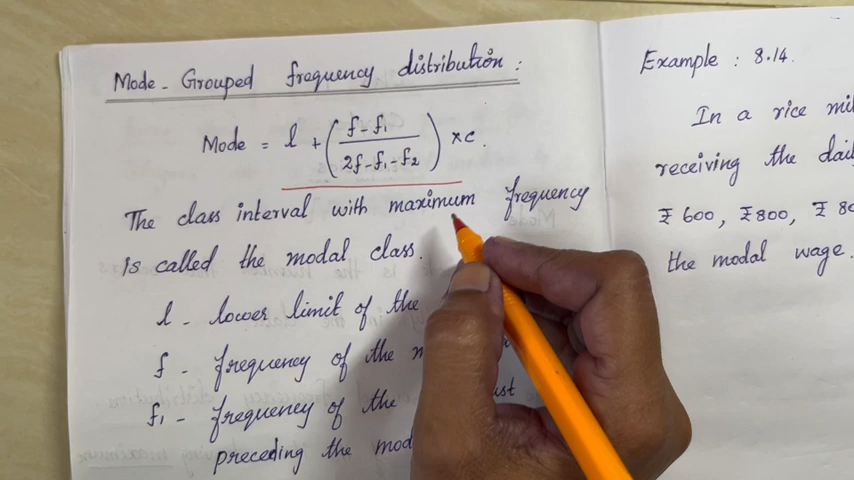 Mode - Grouped frequency distribution :
Mode = l + ( f - f1 / 2f - f1 - f2 ) × c.
The class interval with maximum frequency
is called the modal class.
l - lower limit of the
f - frequency of the
f1 - frequency of the
preceding the
Example : 8.14.
In a rice
receiving the
₹ 600, ₹ 800, ₹
the modal wage.